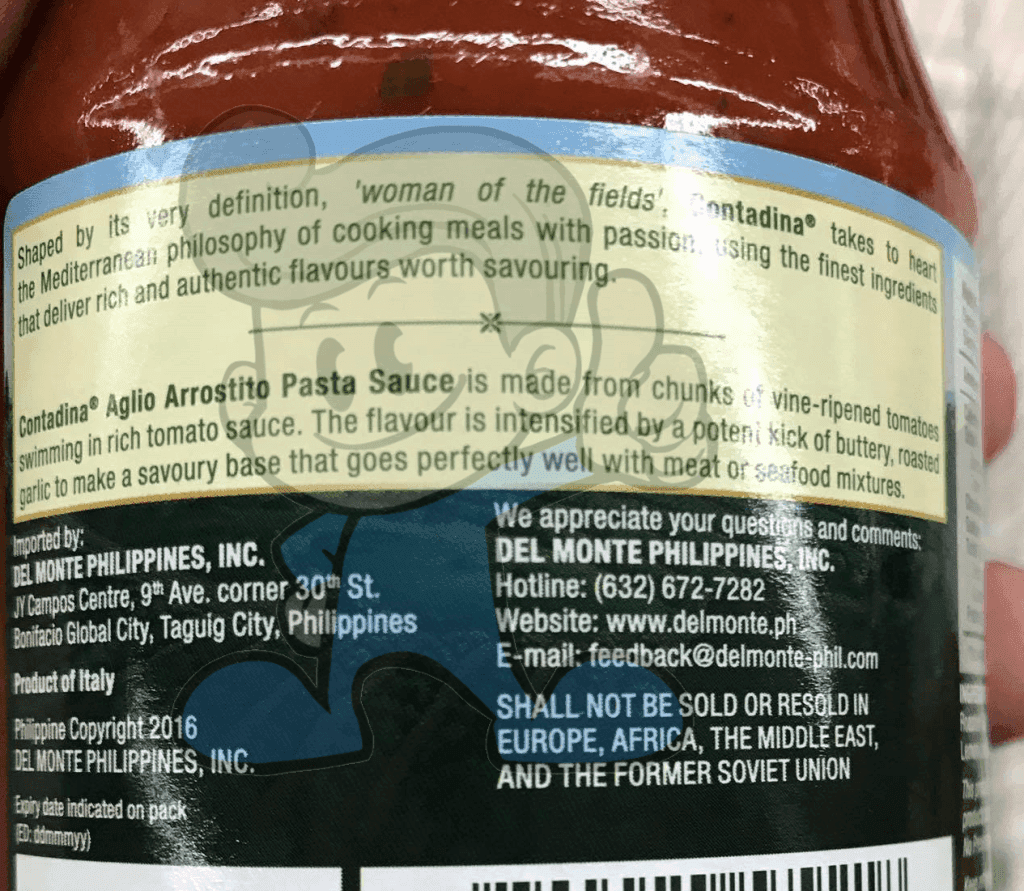 Shaped by its very definition, 'woman of the fields', Contadina® takes to heart
the Mediterranean philosophy of cooking meals with passion, using the finest ingredients
that deliver rich and authentic flavours worth savouring.
Contadina® Aglio Arrostito Pasta Sauce is made from chunks of vine-ripened tomatoes
swimming in rich tomato sauce. The flavour is intensified by a potent kick of buttery, roasted
garlic to make a savoury base that goes perfectly well with meat or seafood mixtures.
Imported by:
DEL MONTE PHILIPPINES, INC.
JY Campos Centre, 9th Ave. corner 30th St.
Bonifacio Global City, Taguig City, Philippines
Product of Italy
Philippine Copyright 2016
DEL MONTE PHILIPPINES, INC.
Expiry date indicated on pack
(ED: ddmmmyy)
We appreciate your questions and comments:
DEL MONTE PHILIPPINES, INC.
Hotline: (632) 672-7282
Website: www.delmonte.ph
E-mail: feedback@delmonte-phil.com
SHALL NOT BE SOLD OR RESOLD IN
EUROPE, AFRICA, THE MIDDLE EAST,
AND THE FORMER SOVIET UNION